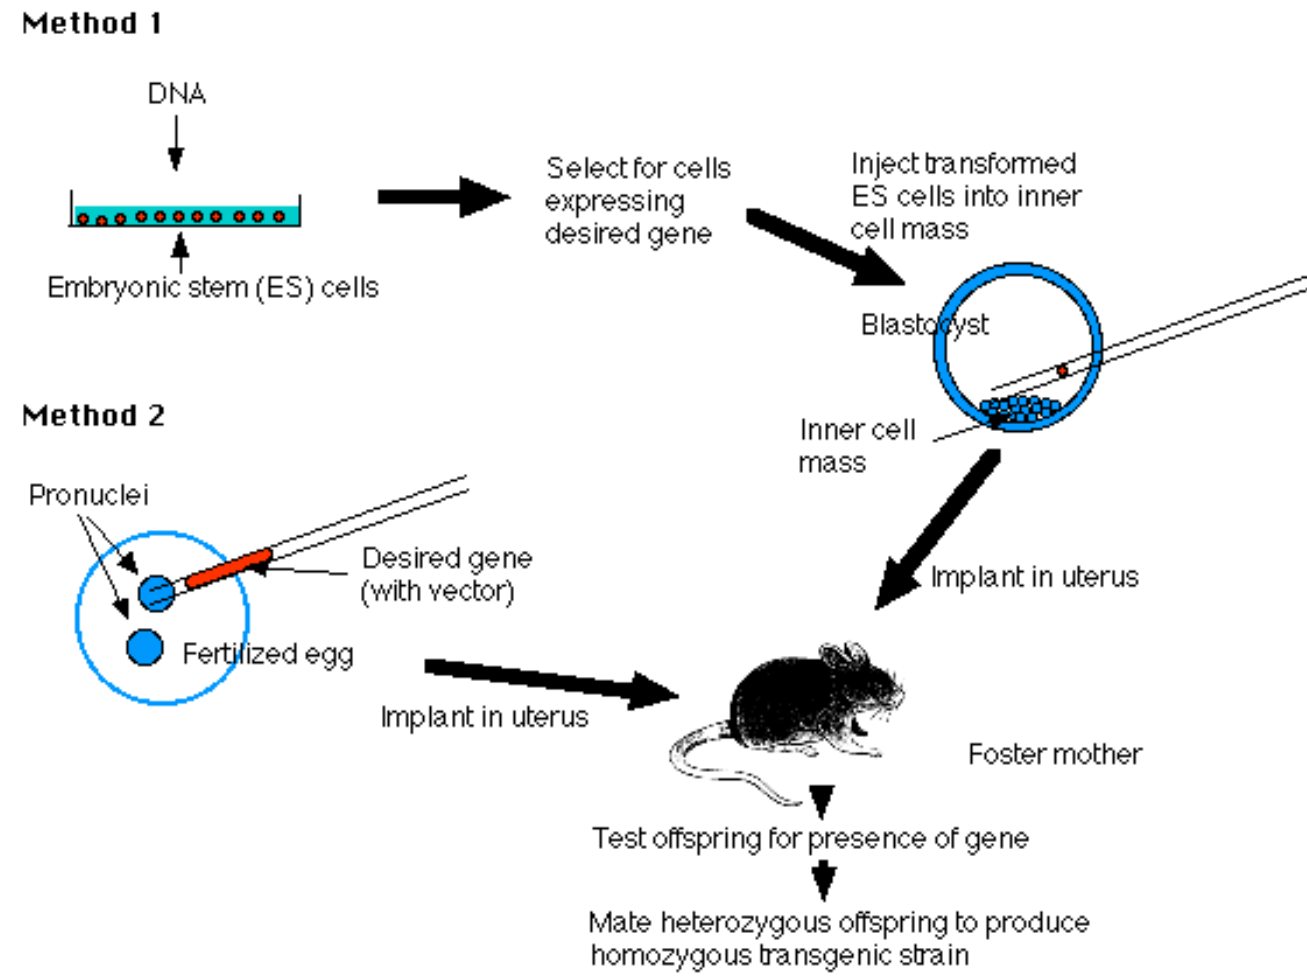 Method 1
DNA
Embryonic stem (ES) cells
Select for cells
expressing
desired gene
Inject transformed
ES cells into inner
cell mass
Blastocyst
Inner cell
mass
Implant in uterus
Method 2
Pronuclei
Desired gene
(with vector)
Fertilized egg
Implant in uterus
Foster mother
Test offspring for presence of gene
Mate heterozygous offspring to produce
homozygous transgenic strain